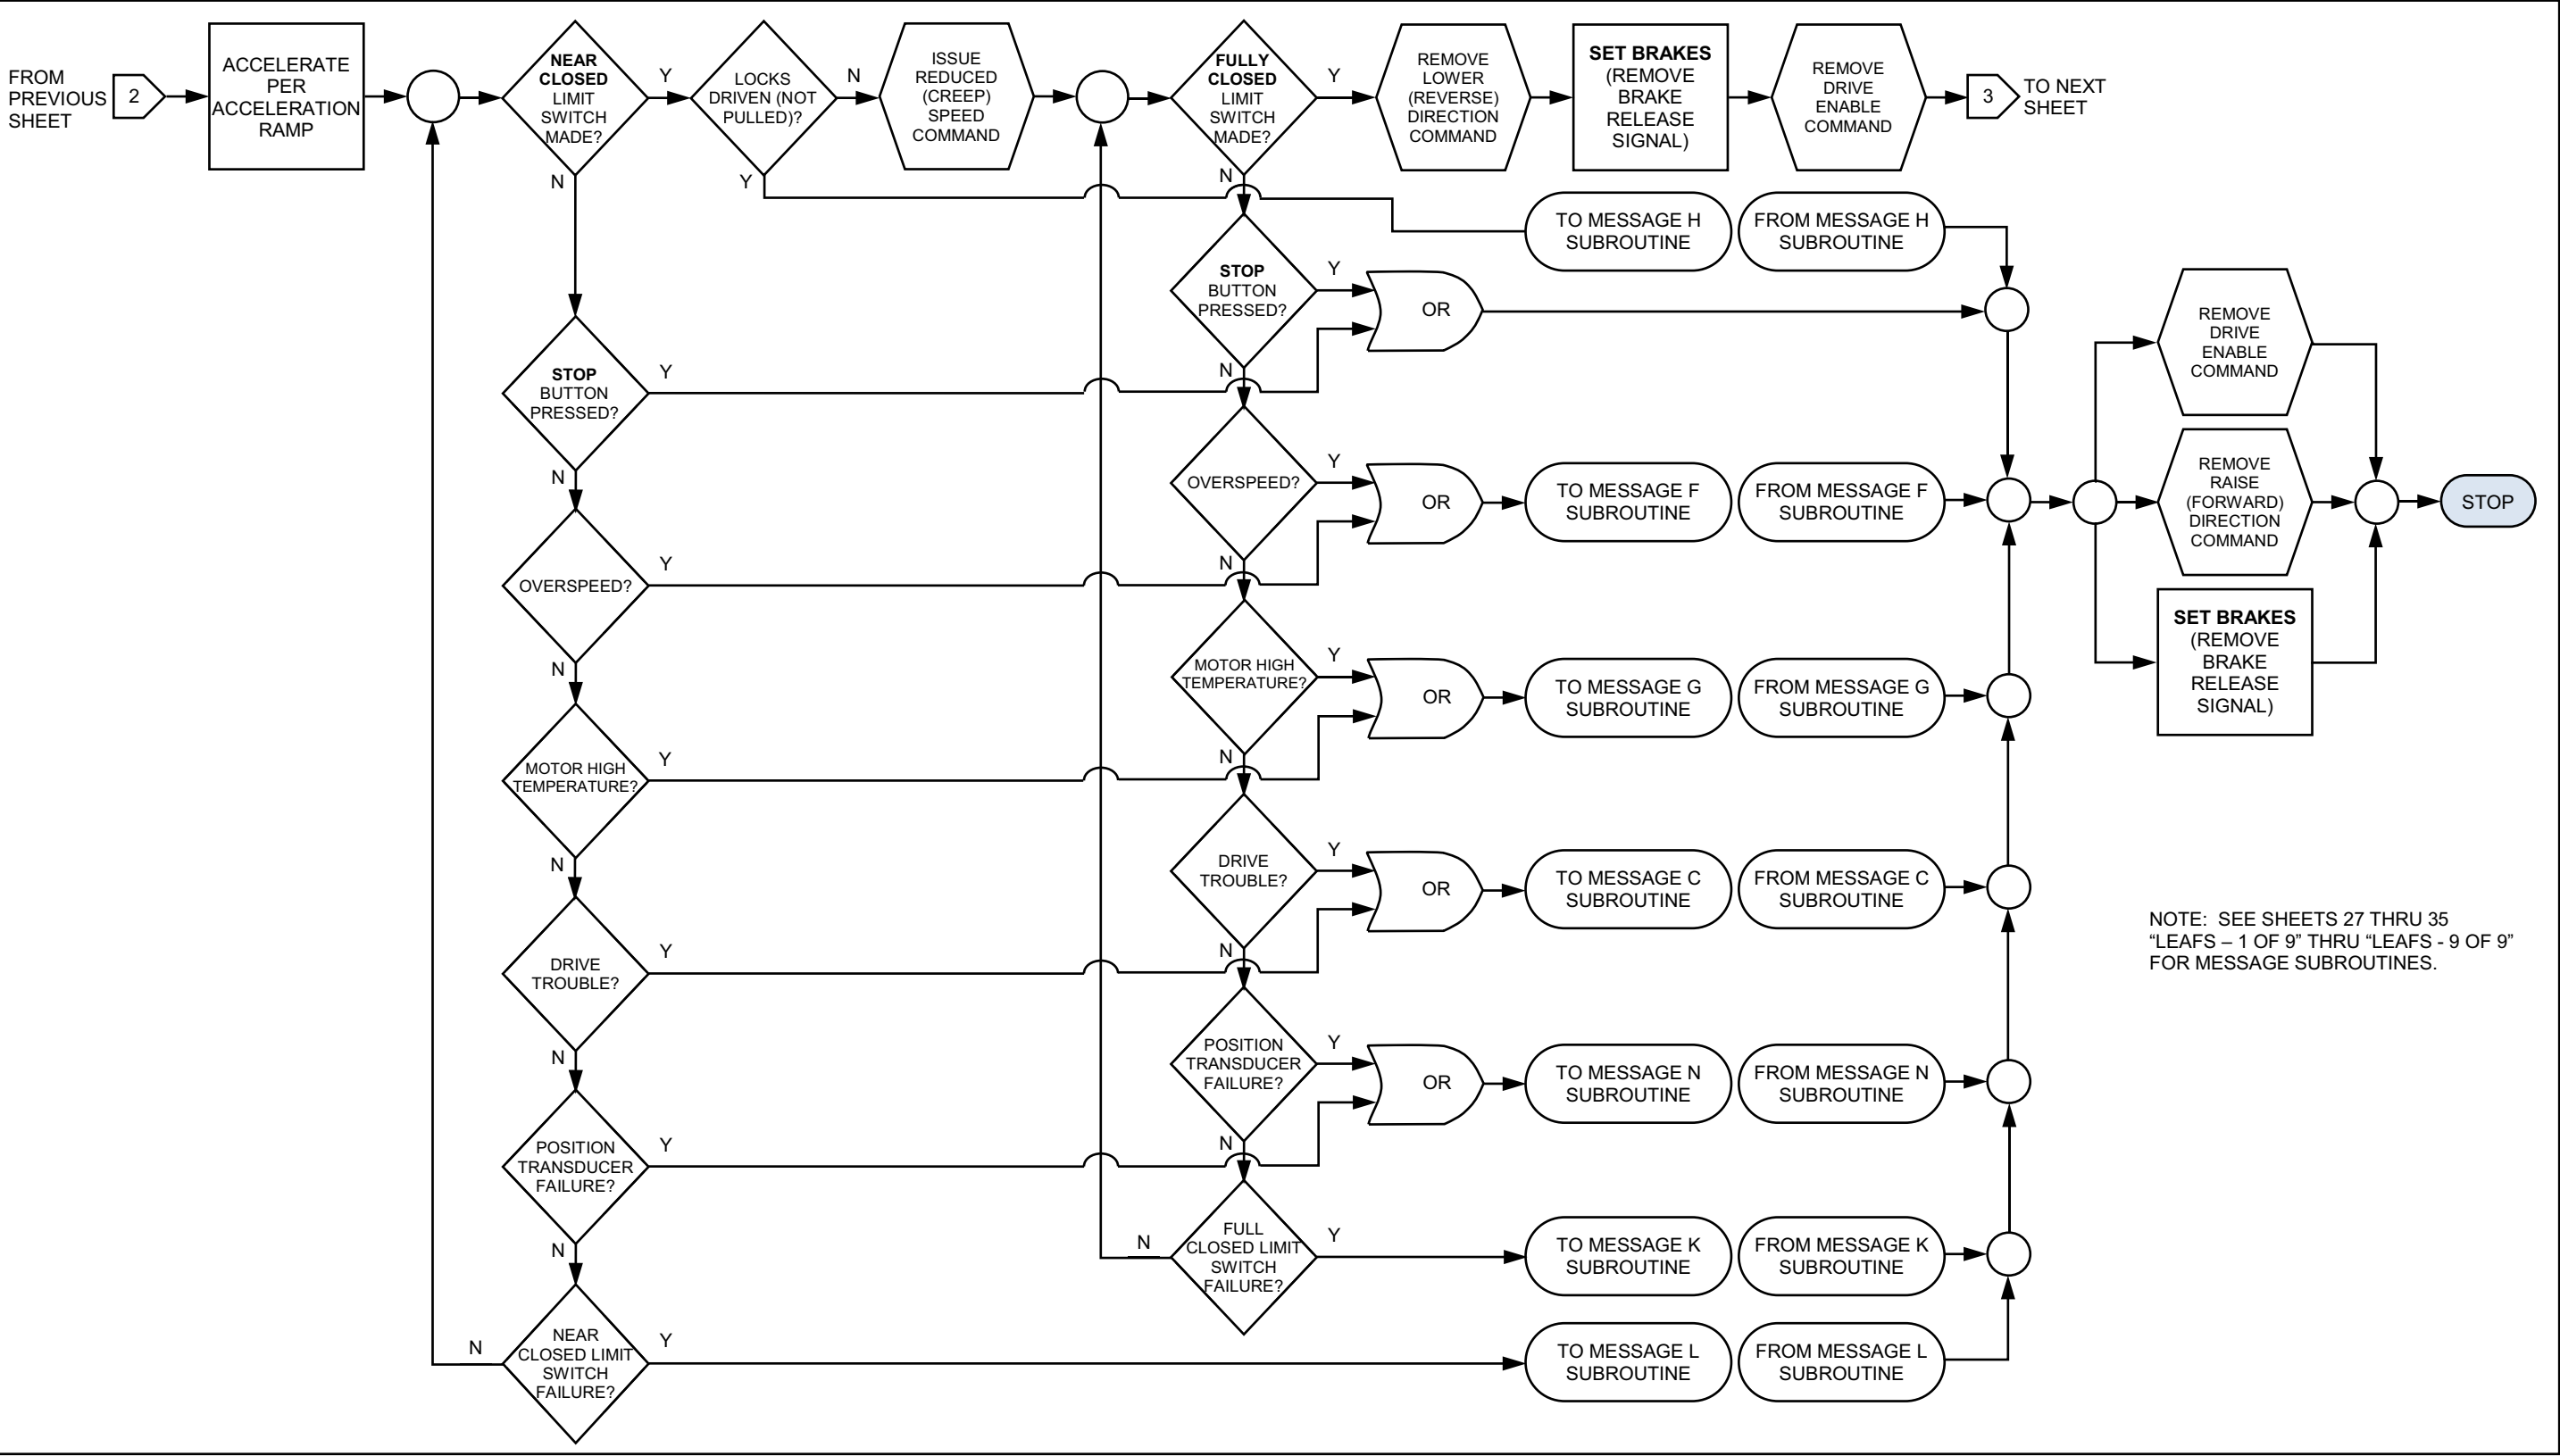 FROM
PREVIOUS
SHEET
2
ACCELERATE
PER
ACCELERATION
RAMP
NEAR
CLOSED
LIMIT
SWITCH
MADE?
Y
N
LOCKS
DRIVEN (NOT
PULLED)?
N
Y
ISSUE
REDUCED
(CREEP)
SPEED
COMMAND
FULLY
CLOSED
LIMIT
SWITCH
MADE?
Y
N
REMOVE
LOWER
(REVERSE)
DIRECTION
COMMAND
SET BRAKES
(REMOVE
BRAKE
RELEASE
SIGNAL)
REMOVE
DRIVE
ENABLE
COMMAND
3
TO NEXT
SHEET
TO MESSAGE H
SUBROUTINE
FROM MESSAGE H
SUBROUTINE
STOP
BUTTON
PRESSED?
Y
N
OR
STOP
BUTTON
PRESSED?
Y
N
OVERSPEED?
Y
N
OR
TO MESSAGE F
SUBROUTINE
FROM MESSAGE F
SUBROUTINE
REMOVE
DRIVE
ENABLE
COMMAND
REMOVE
RAISE
(FORWARD)
DIRECTION
COMMAND
STOP
SET BRAKES
(REMOVE
BRAKE
RELEASE
SIGNAL)
OVERSPEED?
Y
N
MOTOR HIGH
TEMPERATURE?
Y
N
OR
TO MESSAGE G
SUBROUTINE
FROM MESSAGE G
SUBROUTINE
MOTOR HIGH
TEMPERATURE?
Y
N
DRIVE
TROUBLE?
Y
N
OR
TO MESSAGE C
SUBROUTINE
FROM MESSAGE C
SUBROUTINE
NOTE: SEE SHEETS 27 THRU 35
“LEAFS – 1 OF 9” THRU “LEAFS - 9 OF 9”
FOR MESSAGE SUBROUTINES.
DRIVE
TROUBLE?
Y
N
POSITION
TRANSDUCER
FAILURE?
Y
N
OR
TO MESSAGE N
SUBROUTINE
FROM MESSAGE N
SUBROUTINE
POSITION
TRANSDUCER
FAILURE?
Y
N
FULL
CLOSED LIMIT
SWITCH
FAILURE?
N
Y
TO MESSAGE K
SUBROUTINE
FROM MESSAGE K
SUBROUTINE
NEAR
CLOSED LIMIT
SWITCH
FAILURE?
N
Y
TO MESSAGE L
SUBROUTINE
FROM MESSAGE L
SUBROUTINE